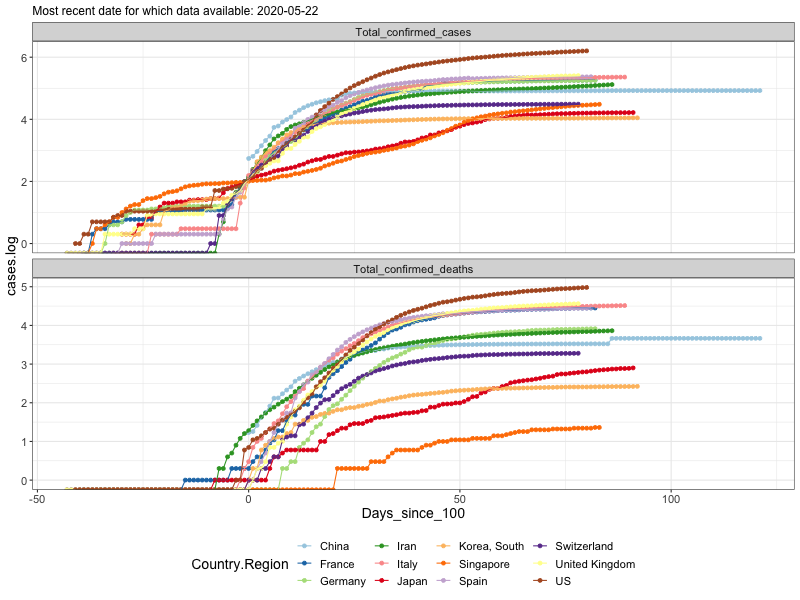 Most recent date for which data available: 2020-05-22
Total_confirmed_cases
6
4
2
0
Total_confirmed_deaths
5
4
3
2
1
0
cases.log
-50
0
50
100
Days_since_100
Country.Region
China
Iran
Korea, South
Switzerland
France
Italy
Singapore
United Kingdom
Germany
Japan
Spain
US